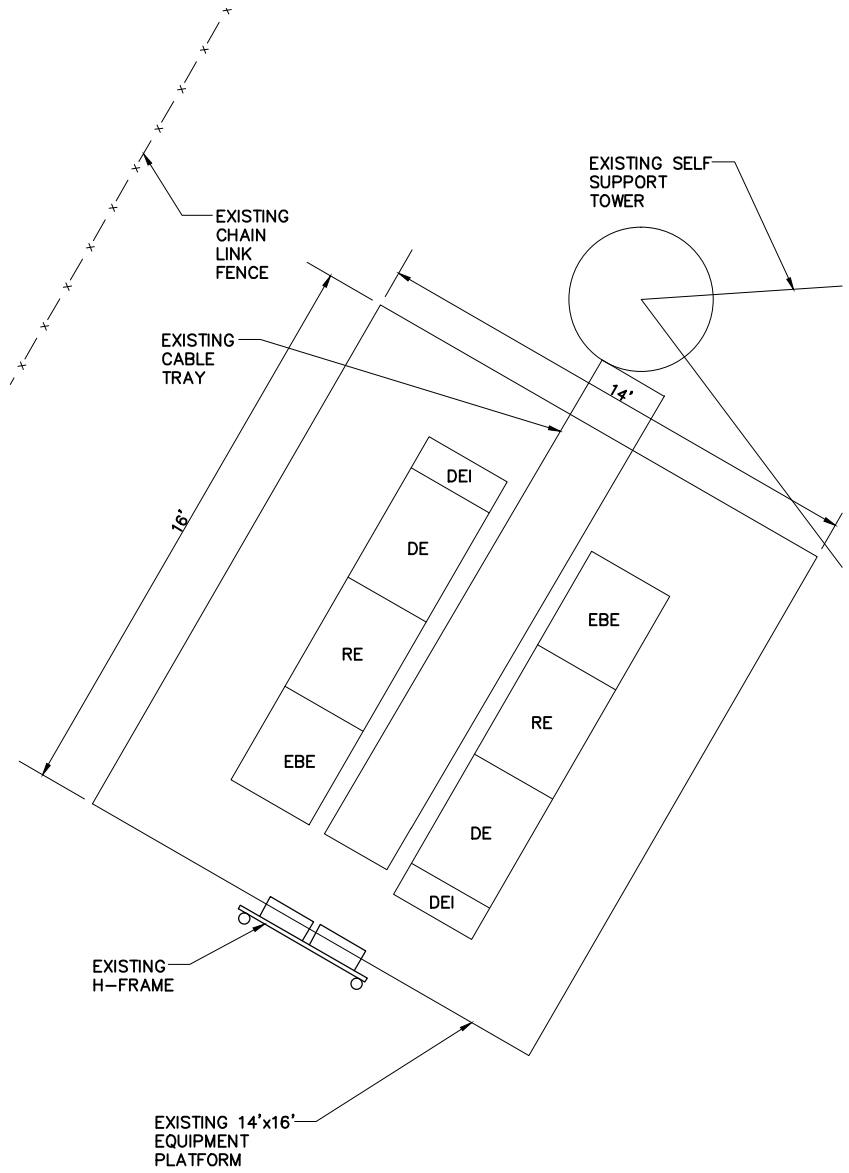 EXISTING SELF
SUPPORT
TOWER
EXISTING
CHAIN
LINK
FENCE
EXISTING
CABLE
TRAY
14'
16'
DEI
DE
RE
EBE
EBE
RE
DE
DEI
EXISTING
H-FRAME
EXISTING 14'x16'
EQUIPMENT
PLATFORM